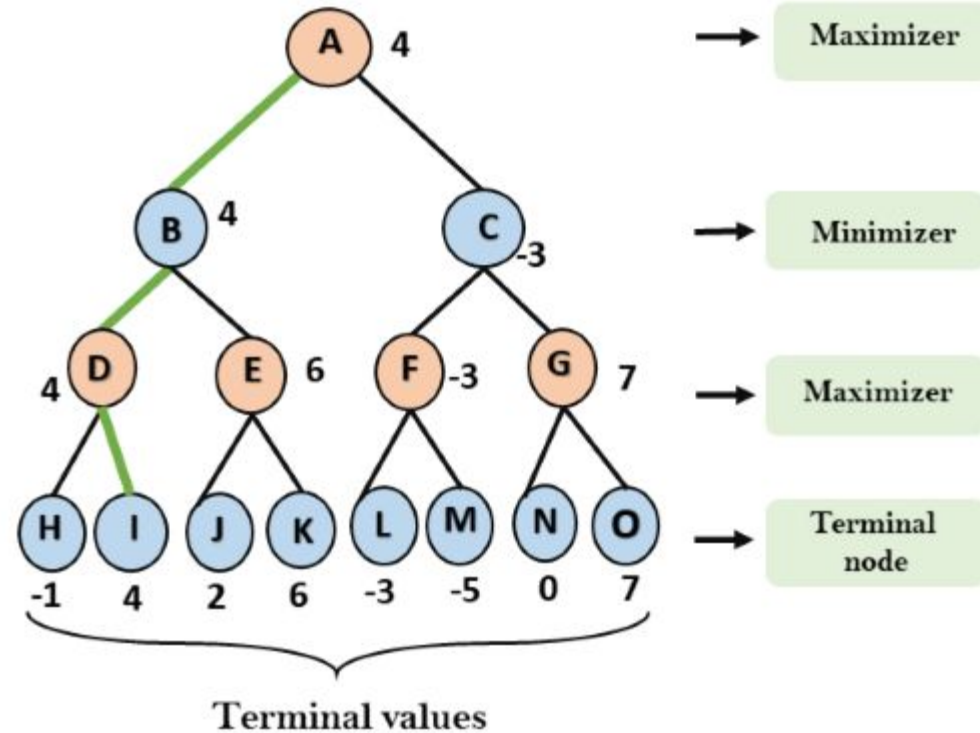 A 4 Maximizer
B 4 C -3 Minimizer
D 4 E 6 F -3 G 7 Maximizer
H I J K L M N O Terminal
node
-1 4 2 6 -3 -5 0 7
Terminal values